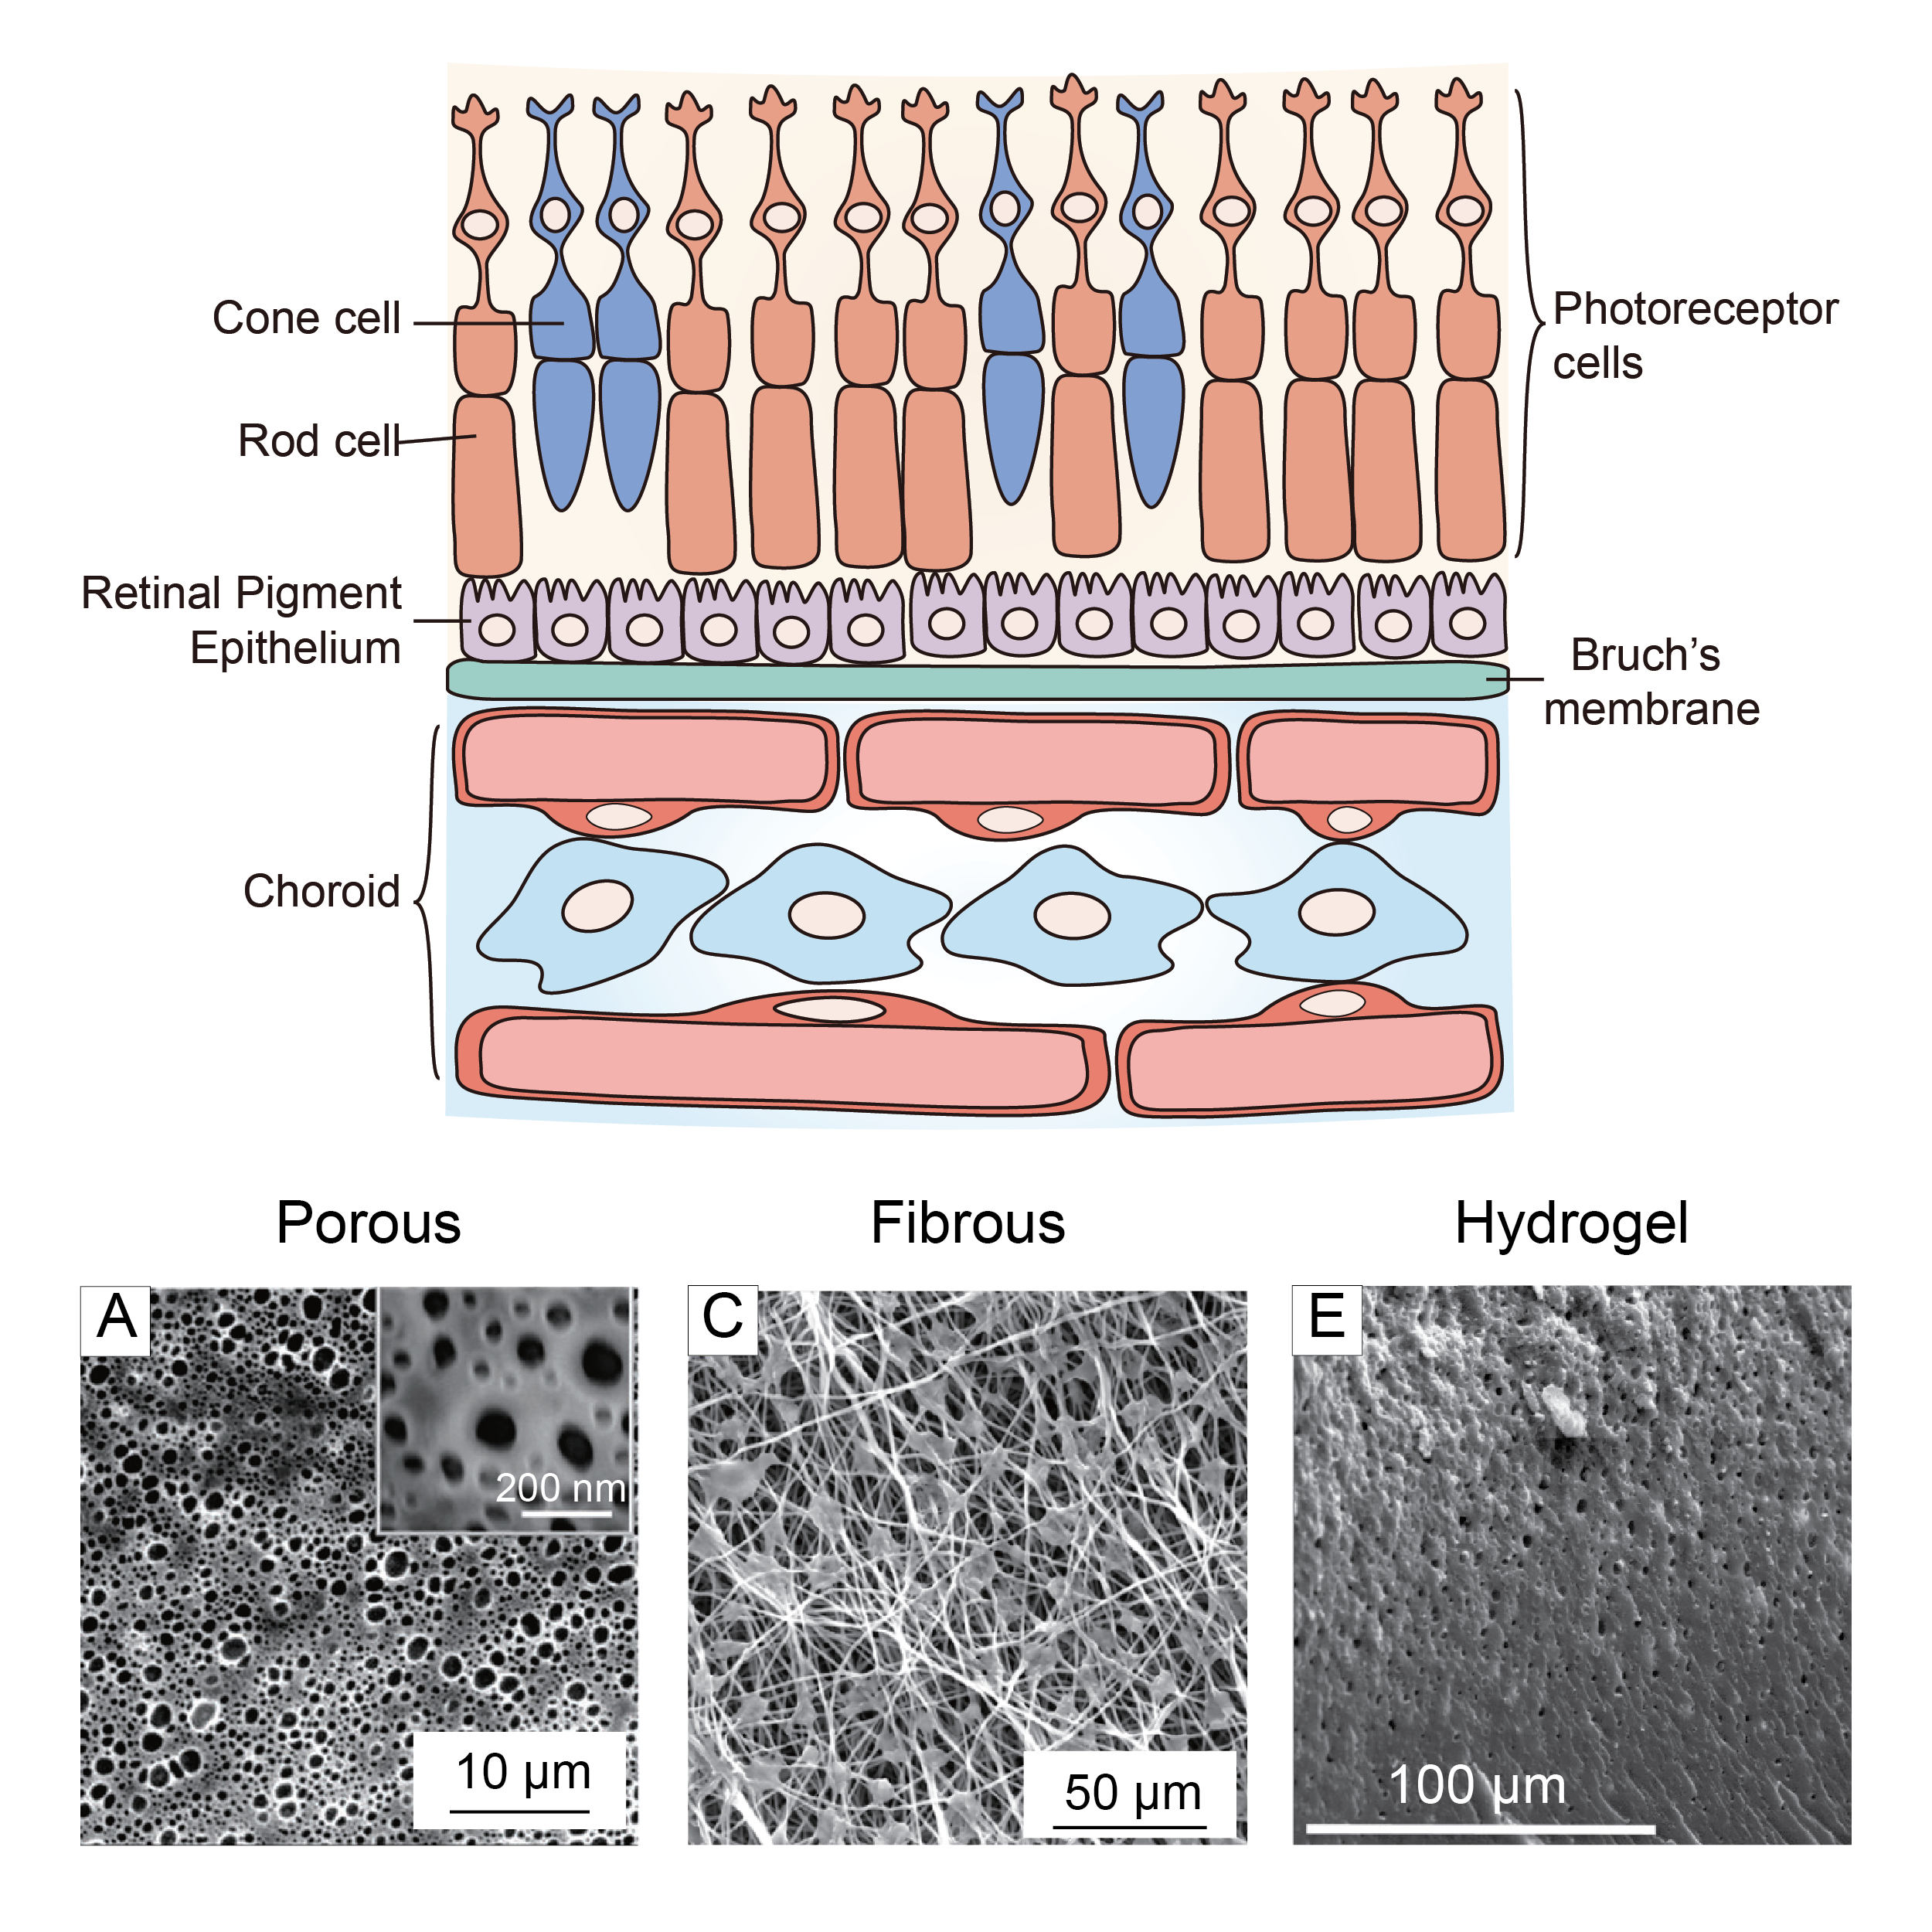 Cone cell
Photoreceptor
cells
Rod cell
Retinal Pigment
Epithelium
Bruch’s
membrane
Choroid
Porous
Fibrous
Hydrogel
A
C
E
200 nm
10 µm
50 µm
100 µm